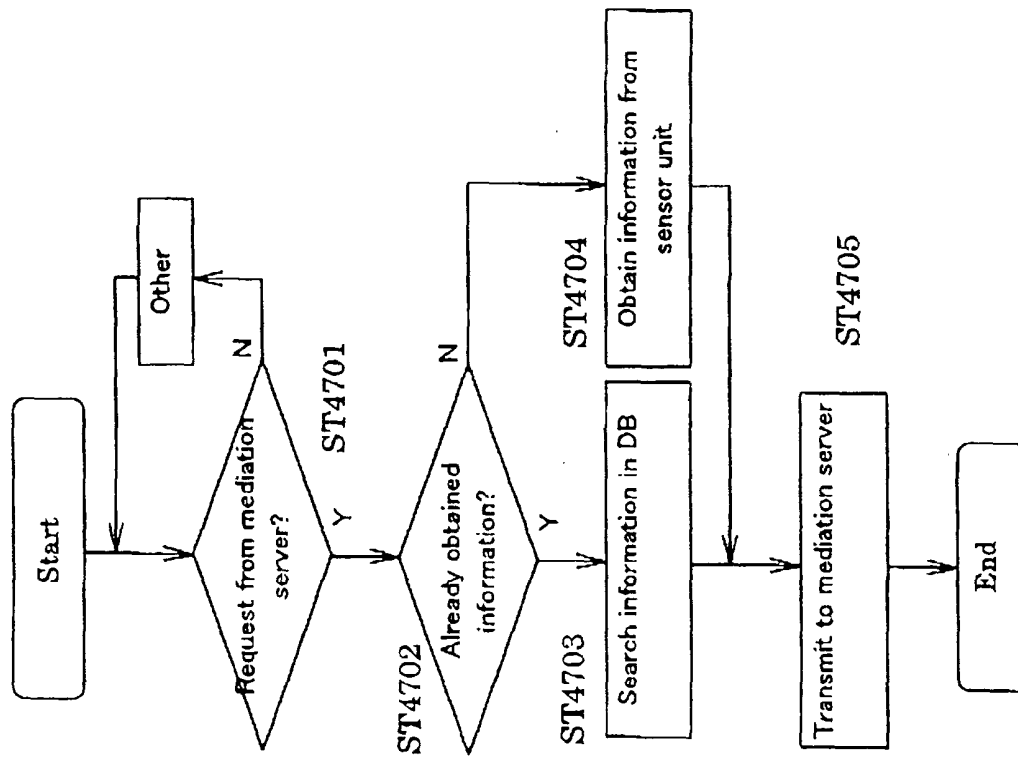 Start
Other
Request from mediation
server?
N
ST4701
Y
ST4702
Already obtained
information?
N
Y
ST4703
Search information in DB
ST4704
Obtain information from
sensor unit
Transmit to mediation server
ST4705
End